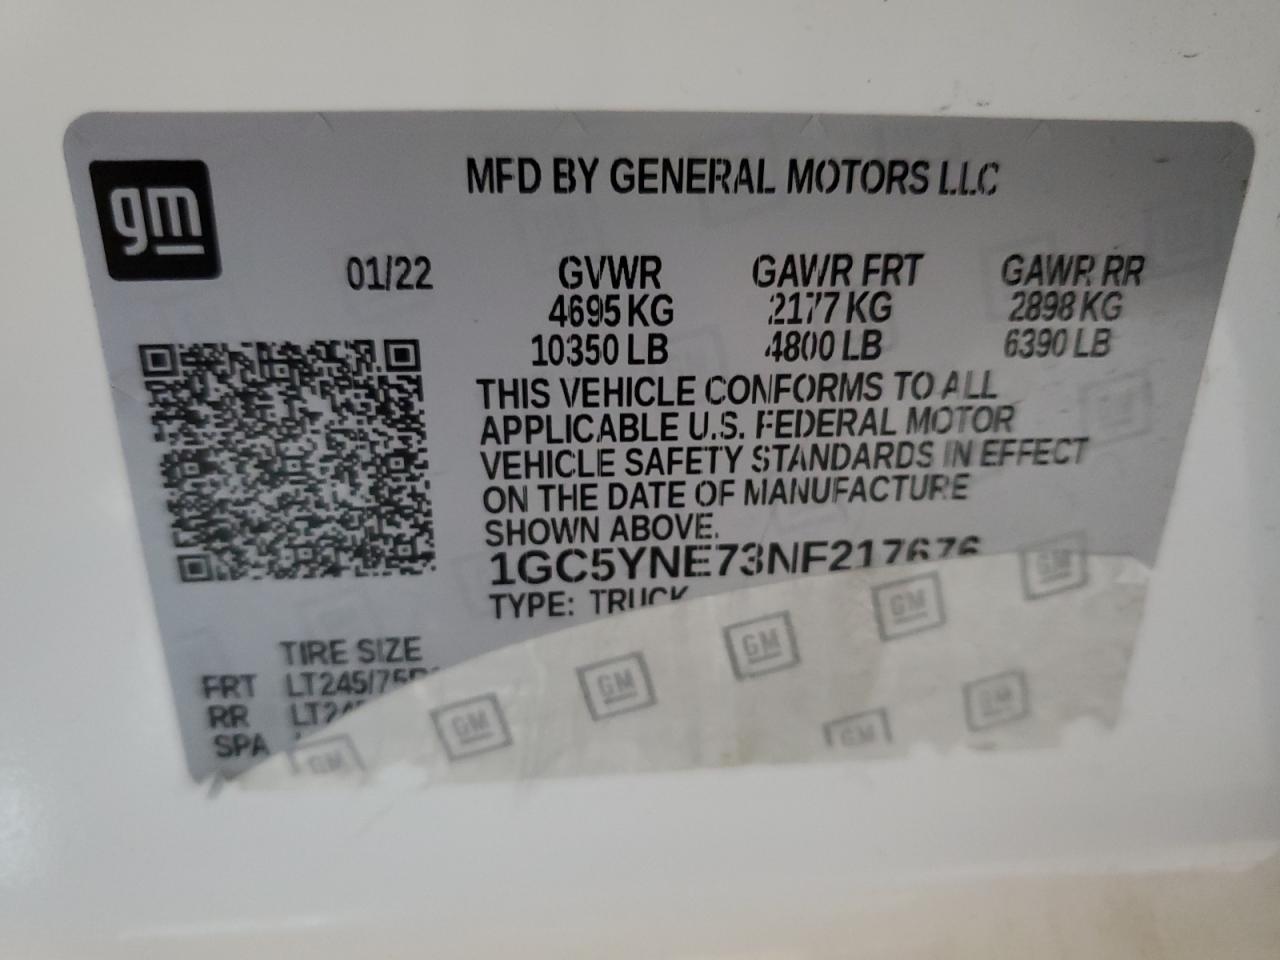 gm
MFD BY GENERAL MOTORS LLC
01/22 GVWR GAWR FRT GAWR RR
4695 KG 2177 KG 2898 KG
10350 LB 4800 LB 6390 LB
THIS VEHICLE CONFORMS TO ALL
APPLICABLE U.S. FEDERAL MOTOR
VEHICLE SAFETY STANDARDS IN EFFECT
ON THE DATE OF MANUFACTURE
SHOWN ABOVE.
1GC5YNE73NF217676
TYPE: TRUCK
TIRE SIZE
FRT LT245/75R
RR
SPA
GM
GM
GM
GM
GM
GM
GM
GM